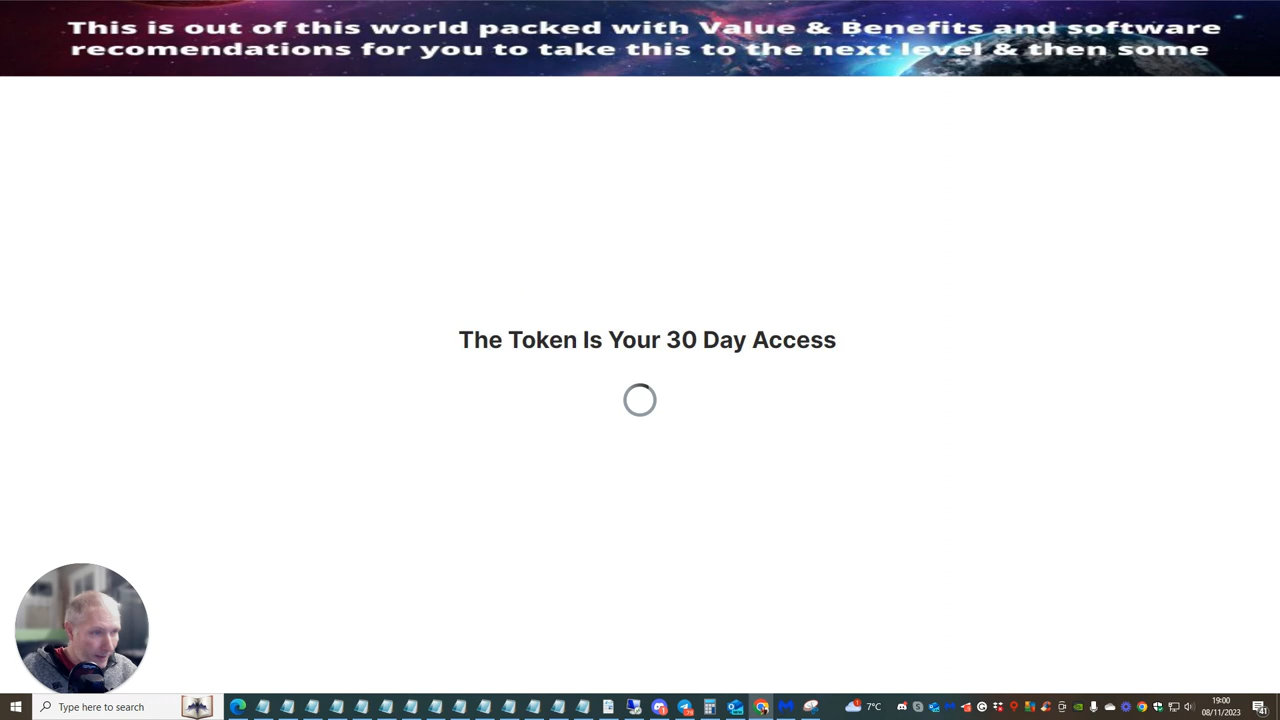 This is out of this world packed with Value & Benefits and software
recomendations for you to take this to the next level & then some
The Token Is Your 30 Day Access
Type here to search
7°C
19:00
08/11/2023